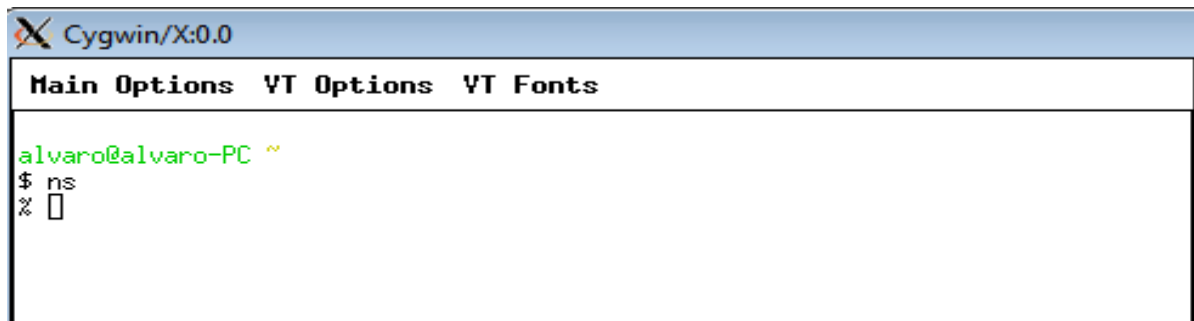 Cygwin/X:0.0
Main Options VT Options VT Fonts
alvaro@alvaro-PC ~
$ ns
%